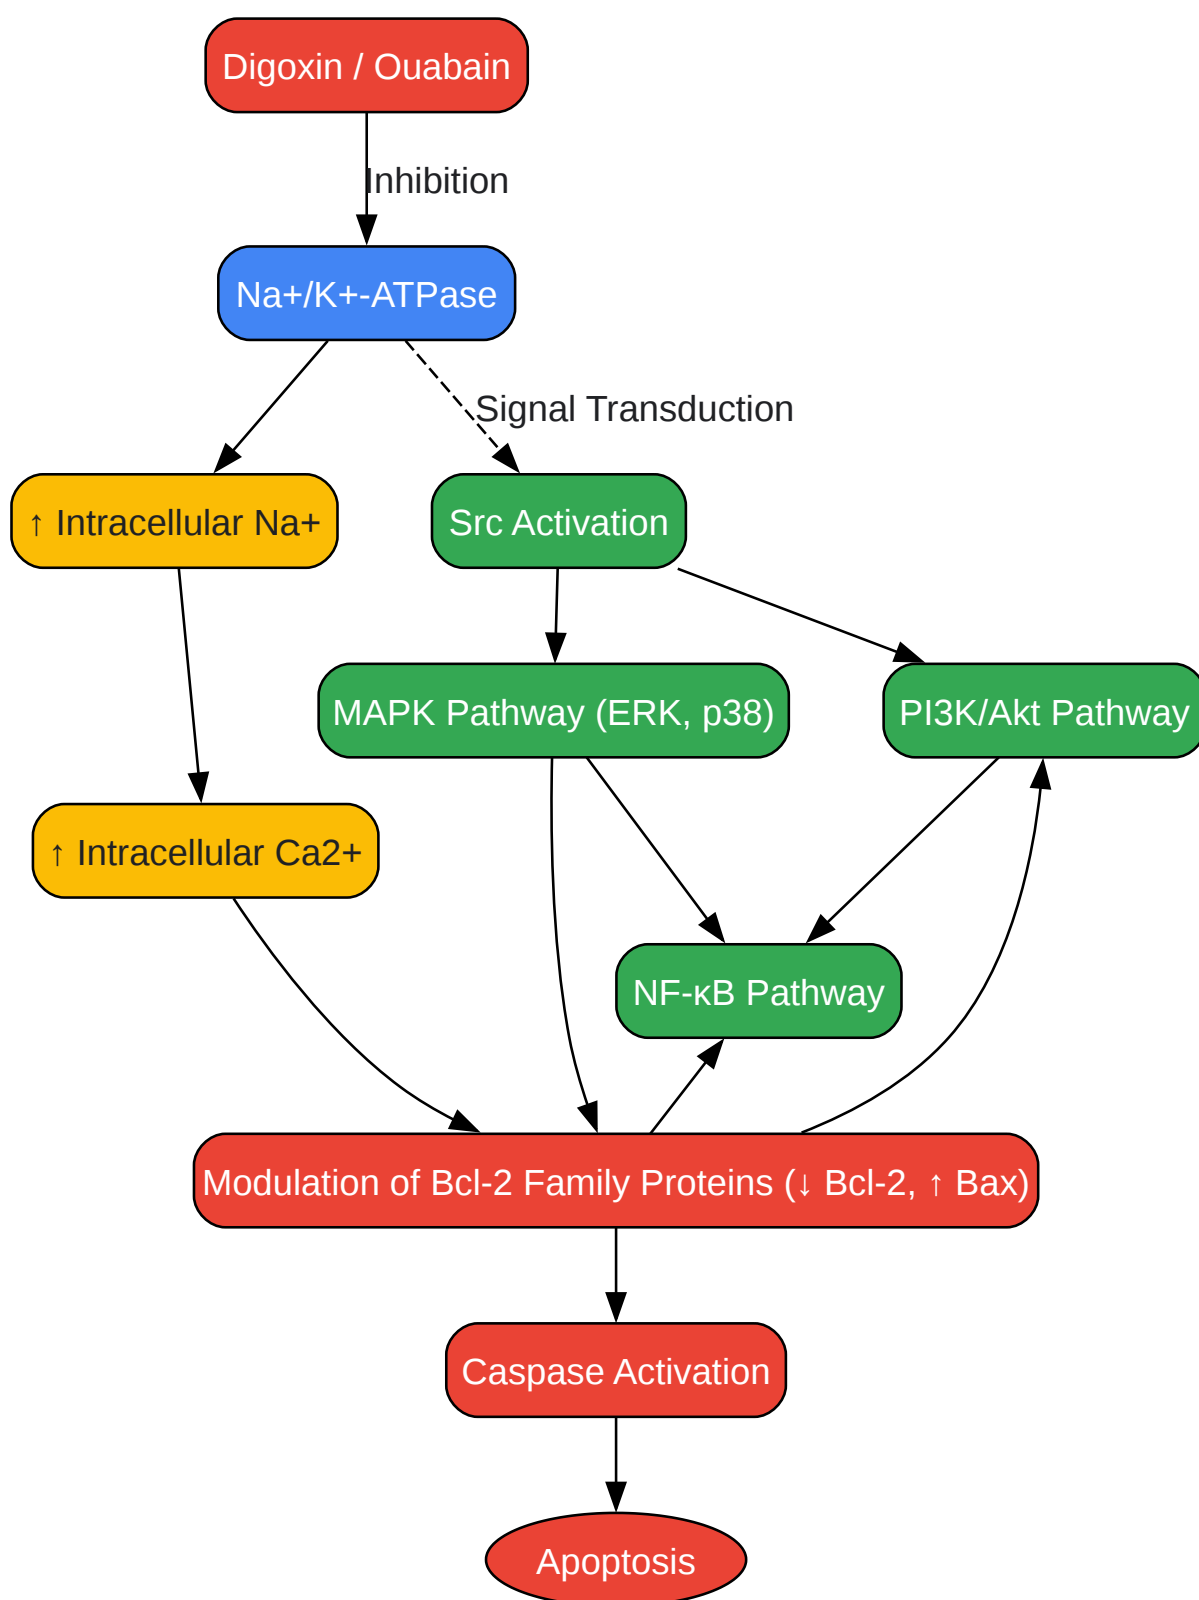 Digoxin / Ouabain
Inhibition
Na+/K+-ATPase
Signal Transduction
↑ Intracellular Na+
Src Activation
MAPK Pathway (ERK, p38)
PI3K/Akt Pathway
↑ Intracellular Ca2+
NF-κB Pathway
Modulation of Bcl-2 Family Proteins (↓ Bcl-2, ↑ Bax)
Caspase Activation
Apoptosis